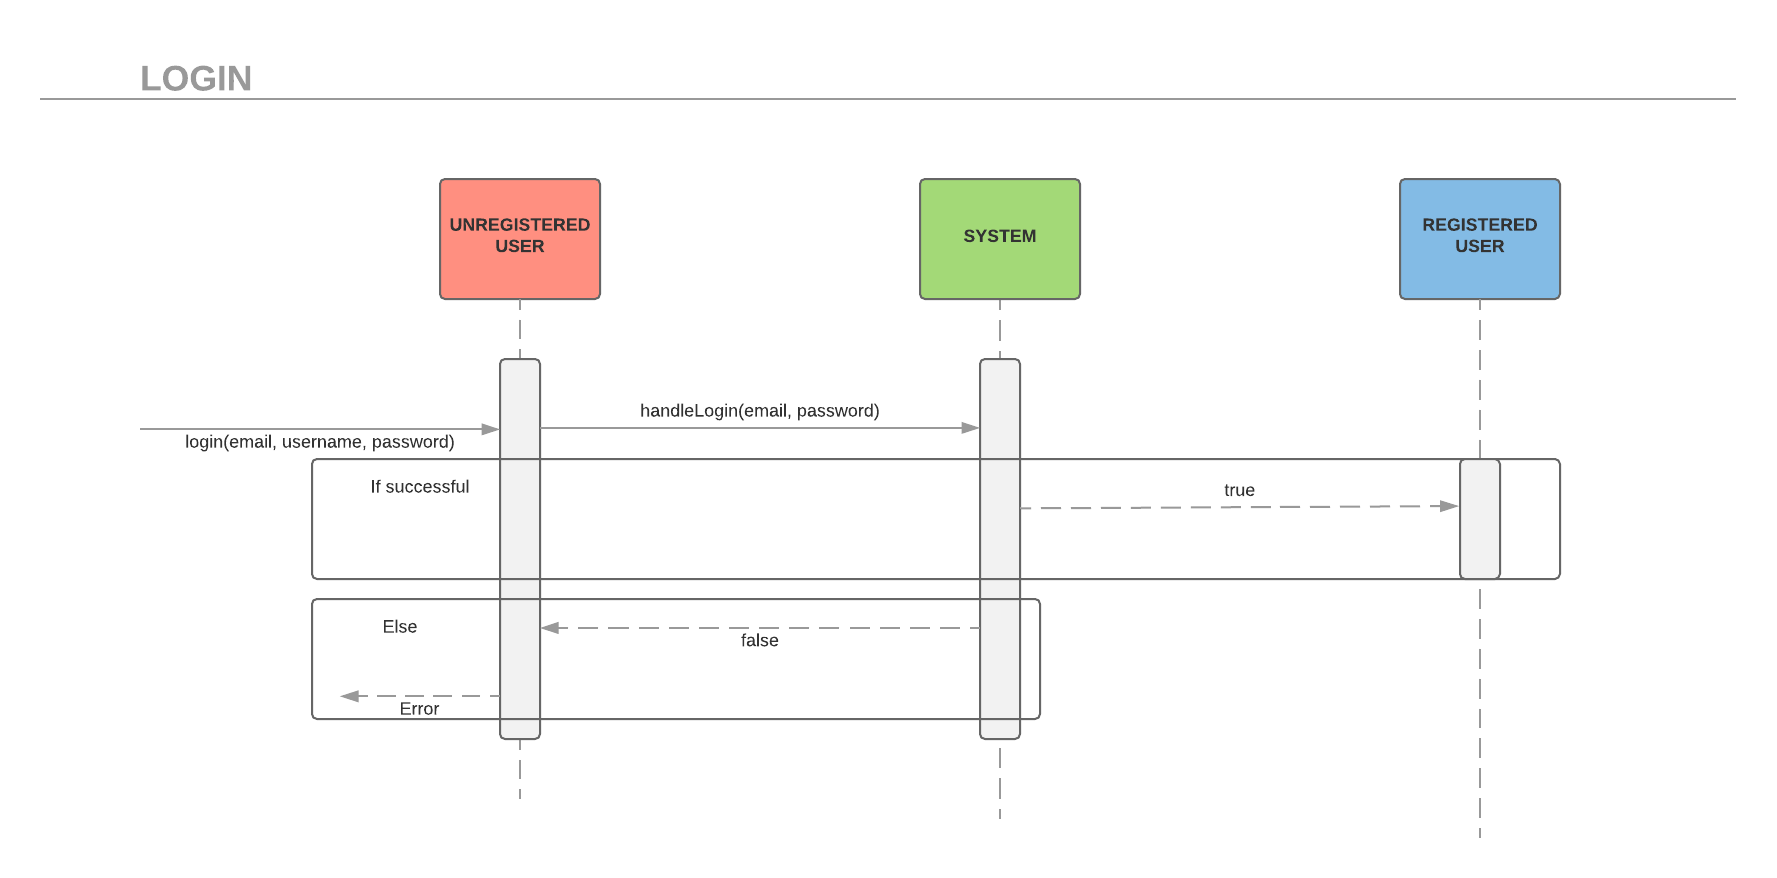 LOGIN
UNREGISTERED
USER
SYSTEM
REGISTERED
USER
handleLogin(email, password)
login(email, username, password)
If successful
true
Else
false
Error